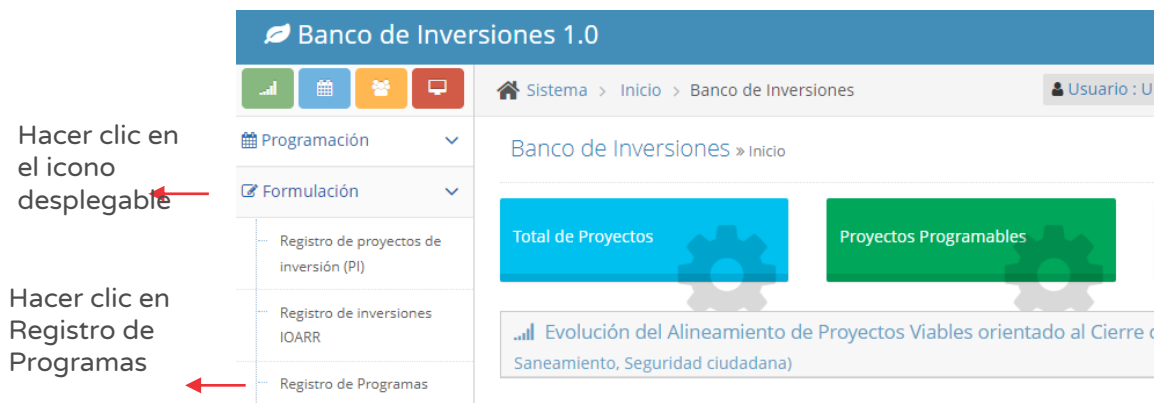 Banco de Inversiones 1.0
Sistema > Inicio > Banco de Inversiones
Usuario : U
Hacer clic en
el icono
desplegable
Programación
Formulación
Banco de Inversiones » Inicio
Total de Proyectos
Proyectos Programables
Registro de proyectos de
inversión (PI)
Hacer clic en
Registro de
Programas
Registro de inversiones
IOARR
Registro de Programas
Evolución del Alineamiento de Proyectos Viables orientado al Cierre
Saneamiento, Seguridad ciudadana)